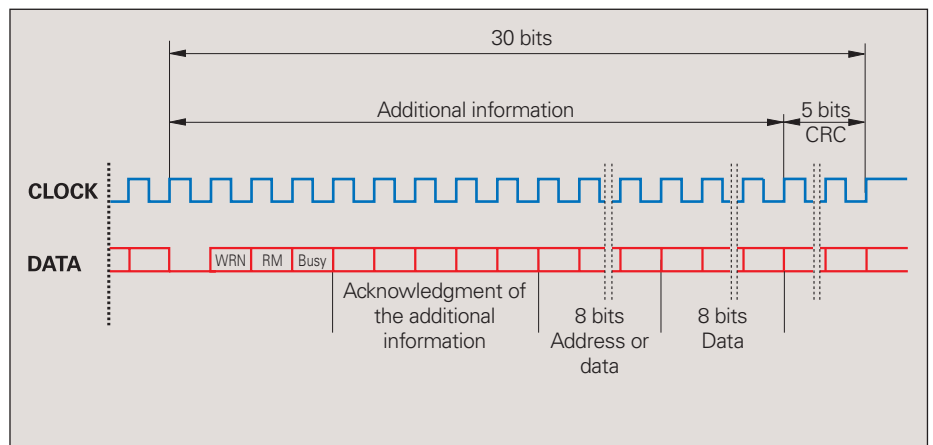 30 bits
Additional information
5 bits
CRC
CLOCK
DATA
WRN
RM
Busy
Acknowledgment of
the additional
information
8 bits
Address or
data
8 bits
Data